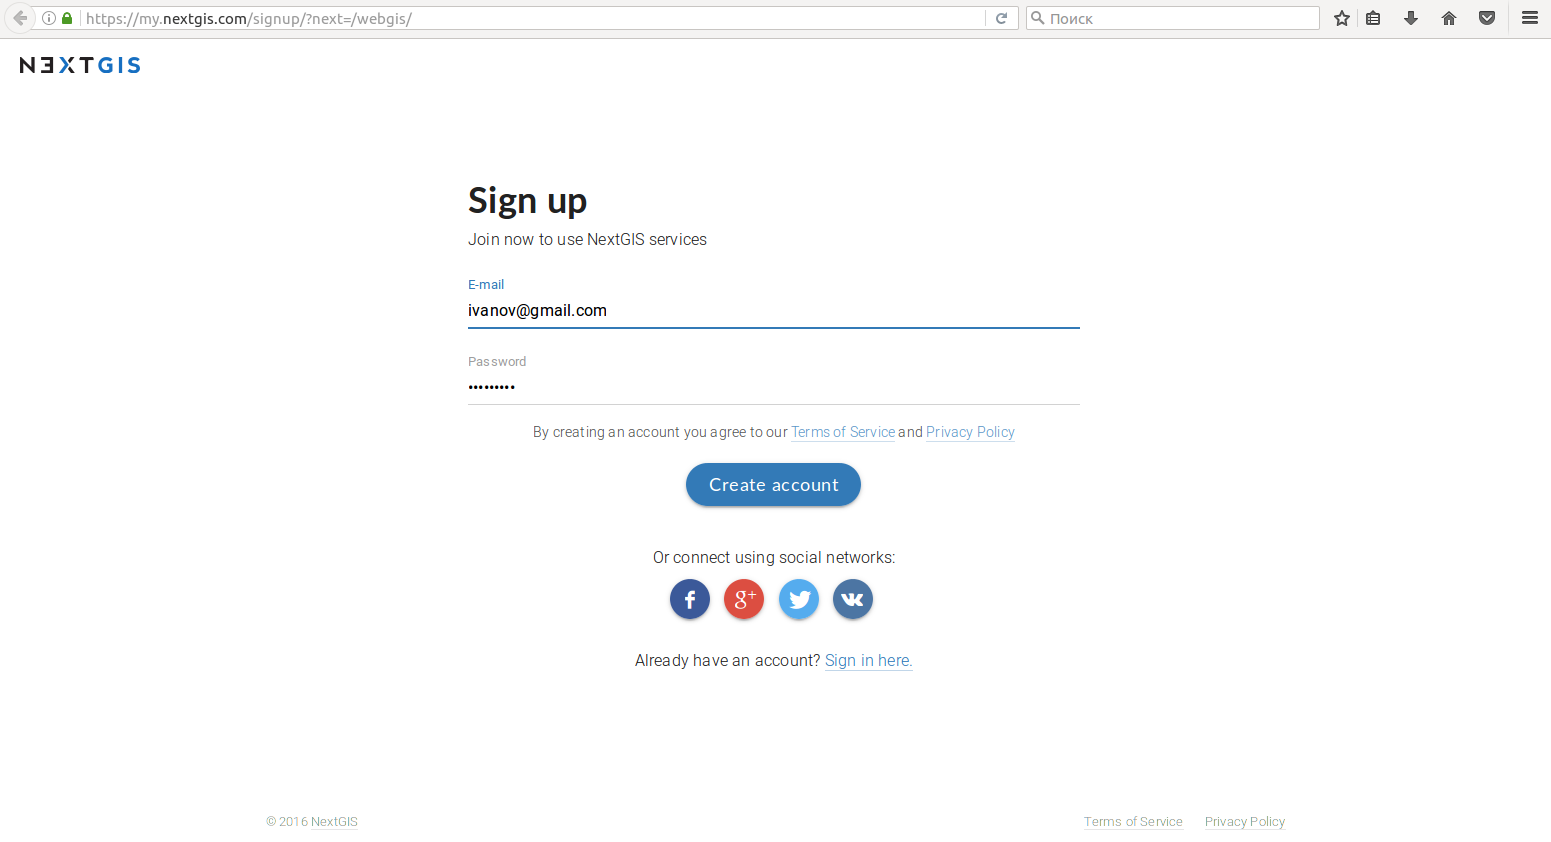 https://my.nextgis.com/signup/?next=/webgis/
Поиск
NEXTGIS
Sign up
Join now to use NextGIS services
E-mail
ivanov@gmail.com
Password
•••••••••
By creating an account you agree to our Terms of Service and Privacy Policy
Create account
Or connect using social networks:
f g+ vk
Already have an account? Sign in here.
© 2016 NextGIS
Terms of Service Privacy Policy